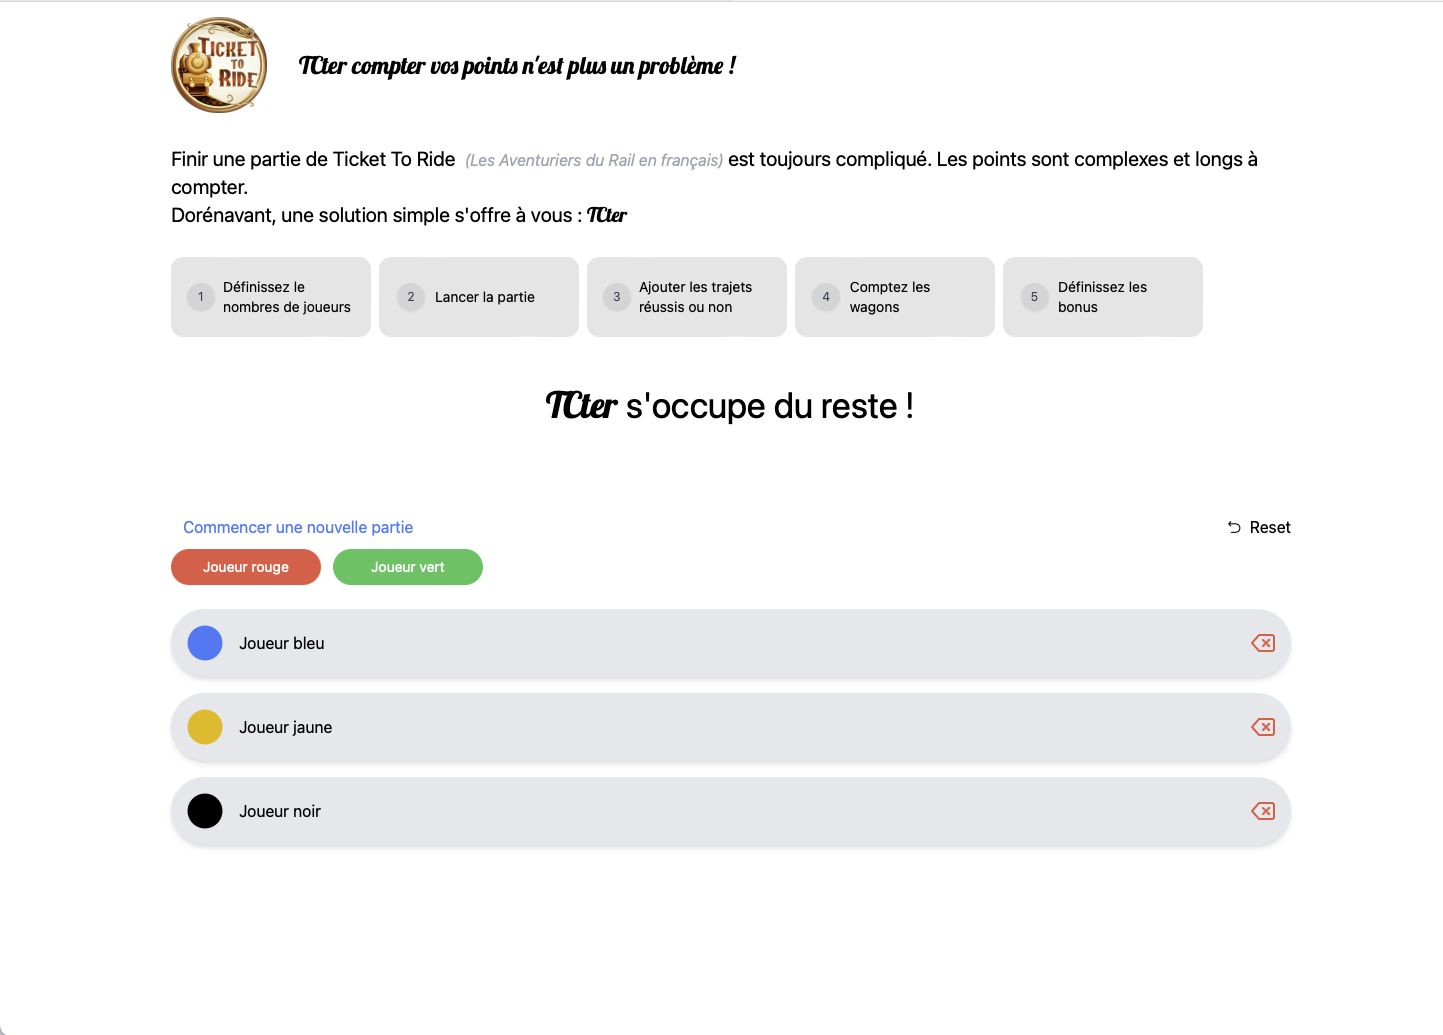 TICKET
TO
RIDE
TCter compter vos points n'est plus un problème !
Finir une partie de Ticket To Ride (Les Aventuriers du Rail en français) est toujours compliqué. Les points sont complexes et longs à
compter.
Dorénavant, une solution simple s'offre à vous : TCter
1 Définissez le
nombres de joueurs
2 Lancer la partie
3 Ajouter les trajets
réussis ou non
4 Comptez les
wagons
5 Définissez les
bonus
TCter s'occupe du reste !
Commencer une nouvelle partie
Reset
Joueur rouge
Joueur vert
Joueur bleu
Joueur jaune
Joueur noir